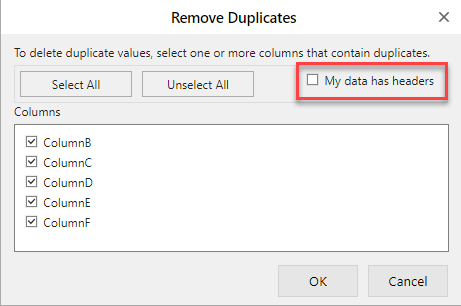 Remove Duplicates
To delete duplicate values, select one or more columns that contain duplicates.
Select All
Unselect All
My data has headers
Columns
ColumnB
ColumnC
ColumnD
ColumnE
ColumnF
OK
Cancel